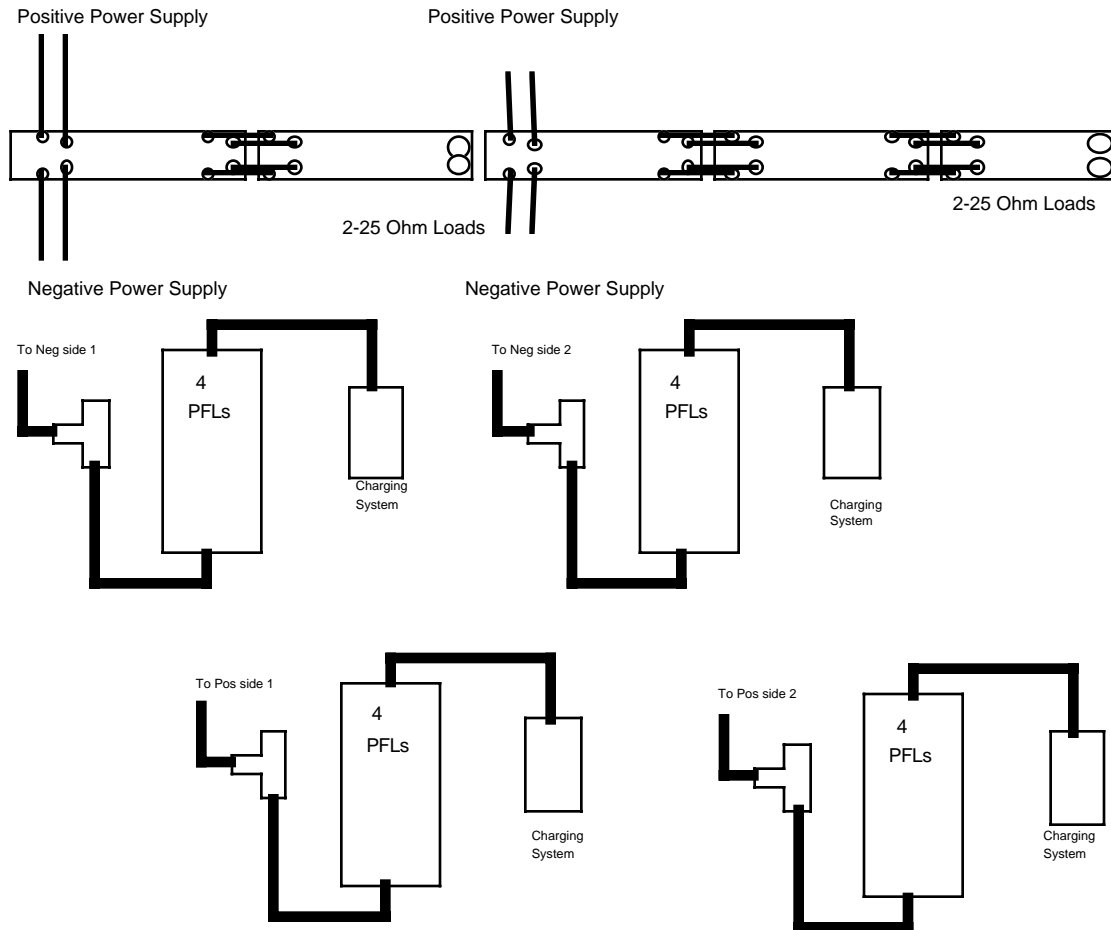 Positive Power Supply
Positive Power Supply
2-25 Ohm Loads
2-25 Ohm Loads
Negative Power Supply
Negative Power Supply
To Neg side 1
4
PFLs
Charging
System
To Neg side 2
4
PFLs
Charging
System
To Pos side 1
4
PFLs
Charging
System
To Pos side 2
4
PFLs
Charging
System